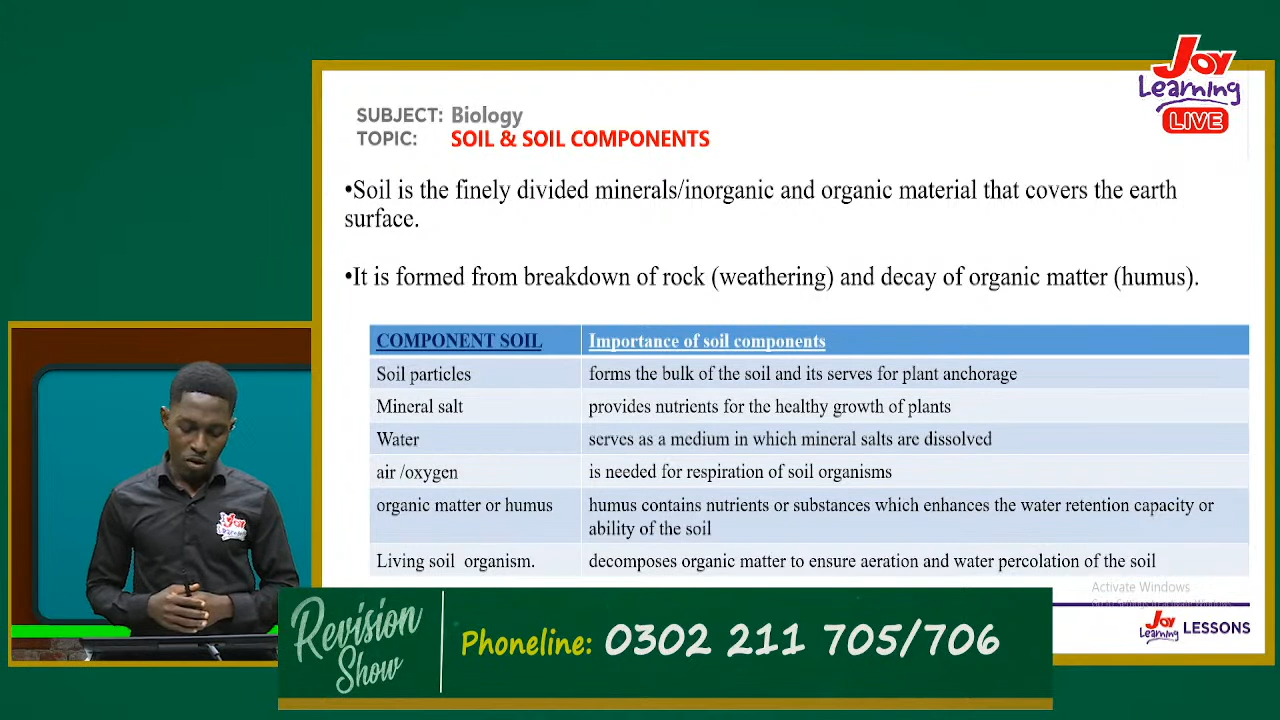 Joy
Learning
LIVE
SUBJECT: Biology
TOPIC: SOIL & SOIL COMPONENTS
•Soil is the finely divided minerals/inorganic and organic material that covers the earth
surface.
•It is formed from breakdown of rock (weathering) and decay of organic matter (humus).
COMPONENT SOIL Importance of soil components
Soil particles forms the bulk of the soil and its serves for plant anchorage
Mineral salt provides nutrients for the healthy growth of plants
Water serves as a medium in which mineral salts are dissolved
air /oxygen is needed for respiration of soil organisms
organic matter or humus humus contains nutrients or substances which enhances the water retention capacity or
ability of the soil
Living soil organism. decomposes organic matter to ensure aeration and water percolation of the soil
Activate Windows
Joy
Learning LESSONS
Joy
Learning
Revision
Show
Phoneline: 0302 211 705/706